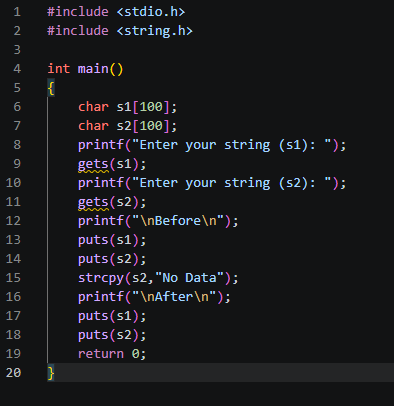 1 #include <stdio.h>
2 #include <string.h>
3
4 int main()
5 {
6     char s1[100];
7     char s2[100];
8     printf("Enter your string (s1): ");
9     gets(s1);
10     printf("Enter your string (s2): ");
11     gets(s2);
12     printf("\nBefore\n");
13     puts(s1);
14     puts(s2);
15     strcpy(s2,"No Data");
16     printf("\nAfter\n");
17     puts(s1);
18     puts(s2);
19     return 0;
20 }